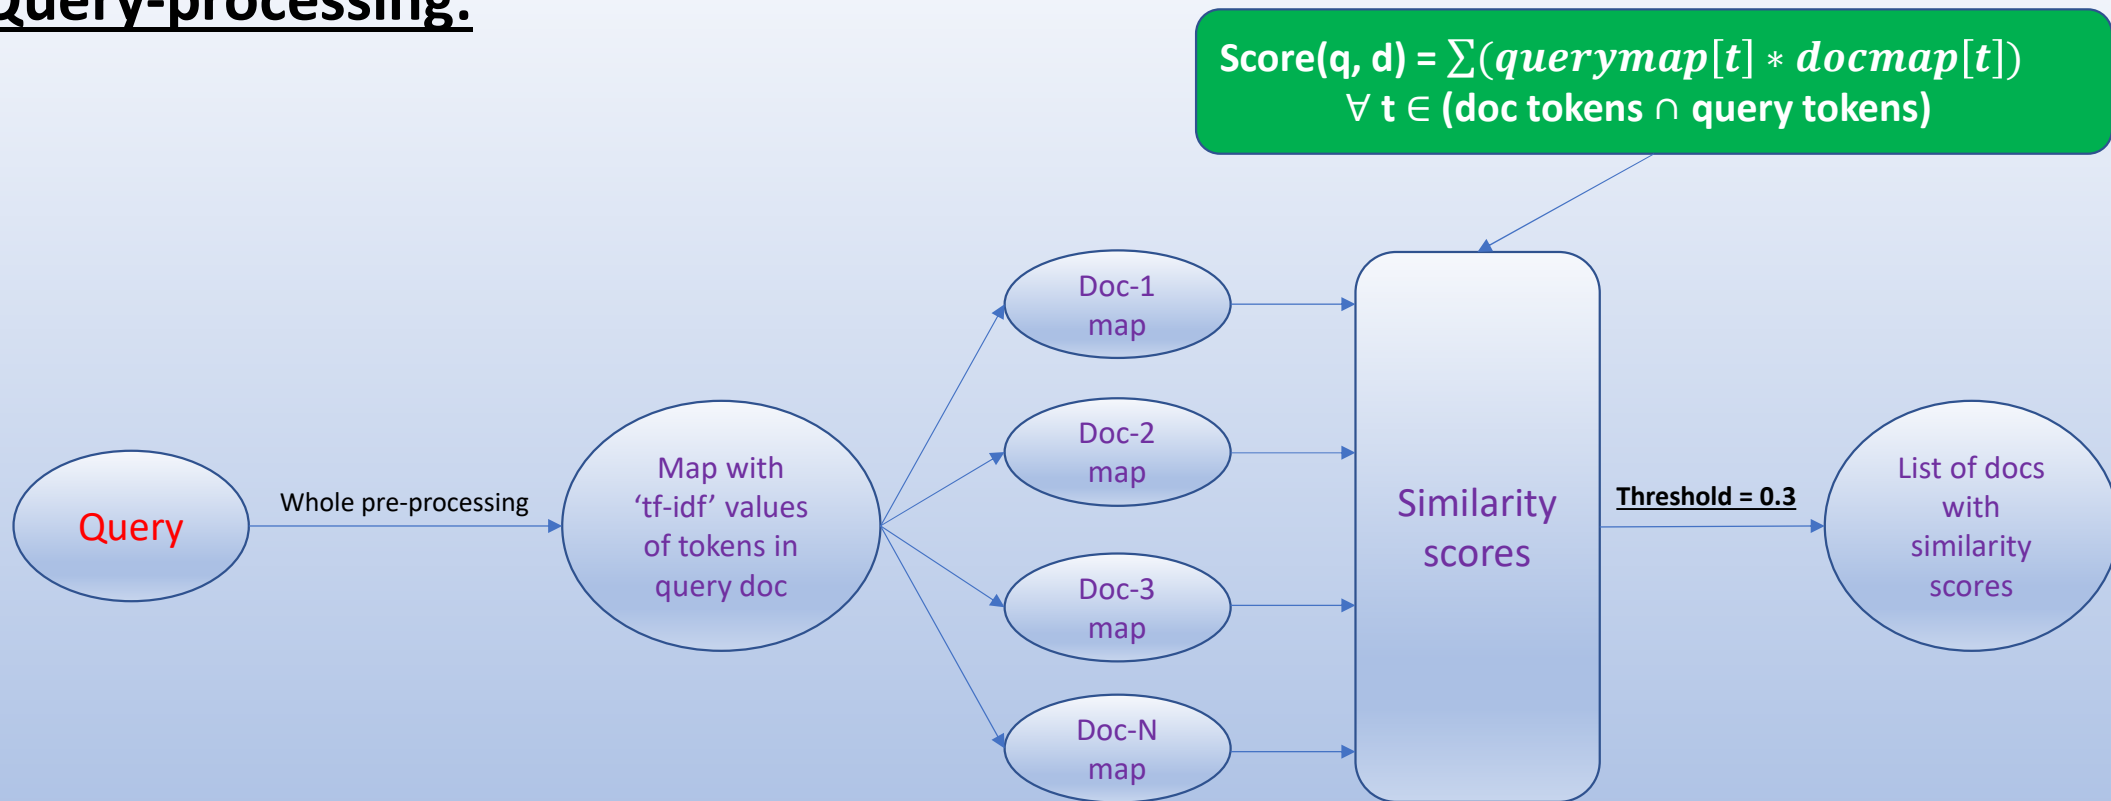 Query-processing:
Score(q, d) = ∑(querymap[t] * docmap[t])
∀ t ∈ (doc tokens ∩ query tokens)
Query
Whole pre-processing
Map with
‘tf-idf’ values
of tokens in
query doc
Doc-1
map
Doc-2
map
Doc-3
map
Doc-N
map
Similarity
scores
Threshold = 0.3
List of docs
with
similarity
scores